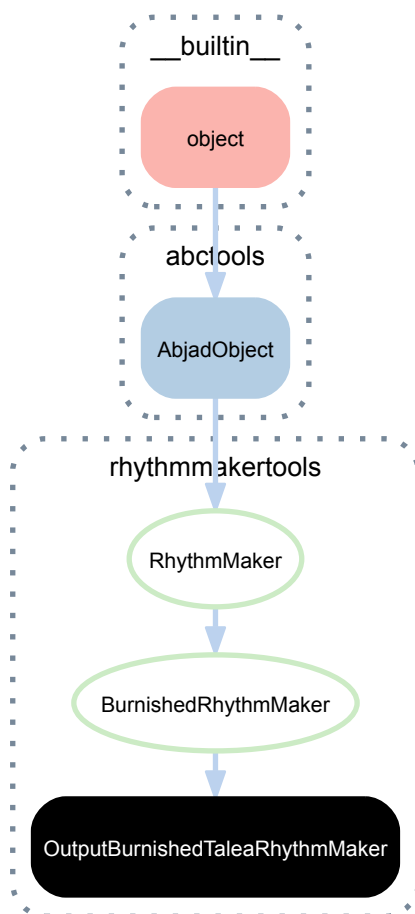 __builtin__
object
abctools
AbjadObject
rhythmmakertools
RhythmMaker
BurnishedRhythmMaker
OutputBurnishedTaleaRhythmMaker